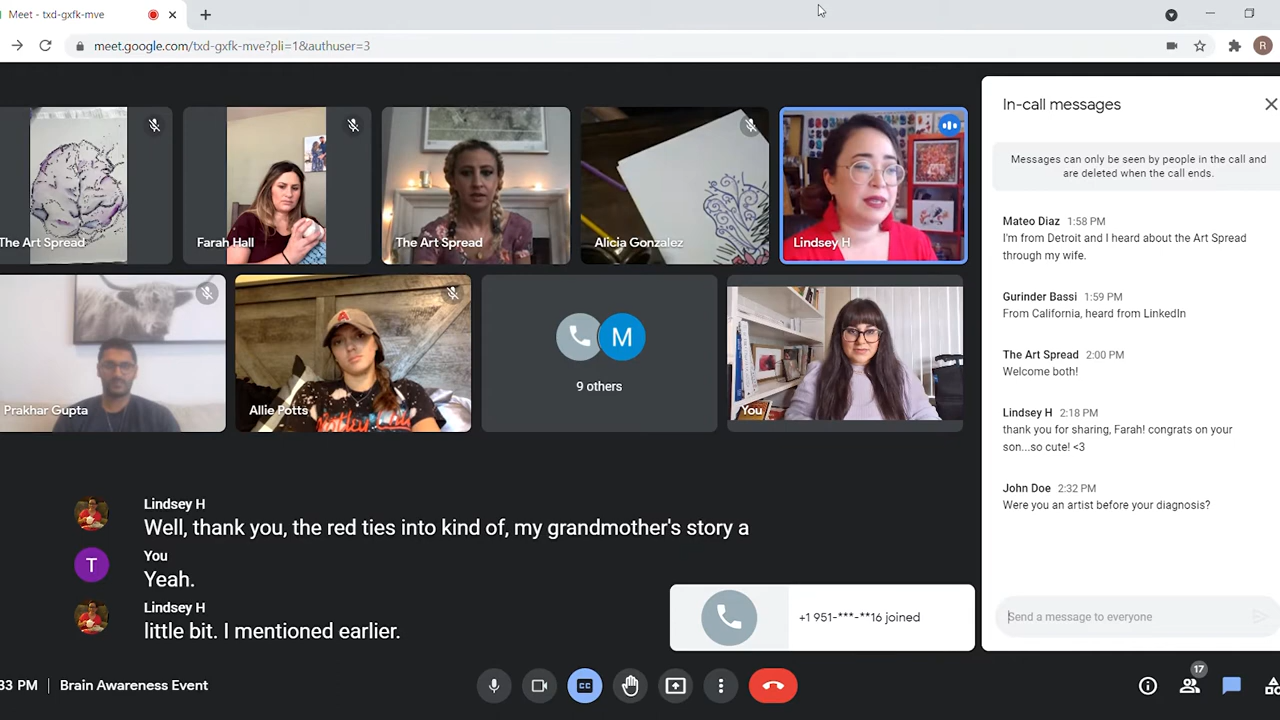 Meet - txd-gxfk-mve
meet.google.com/txd-gxfk-mve?pli=1&authuser=3
R
The Art Spread
Farah Hall
The Art Spread
Alicia Gonzalez
Lindsey H
Prakhar Gupta
A
Allie Potts
M
9 others
You
Lindsey H
Well, thank you, the red ties into kind of, my grandmother's story a
T
You
Yeah.
Lindsey H
little bit. I mentioned earlier.
+1 951-***-**16 joined
In-call messages
Messages can only be seen by people in the call and
are deleted when the call ends.
Mateo Diaz 1:58 PM
I'm from Detroit and I heard about the Art Spread
through my wife.
Gurinder Bassi 1:59 PM
From California, heard from LinkedIn
The Art Spread 2:00 PM
Welcome both!
Lindsey H 2:18 PM
thank you for sharing, Farah! congrats on your
son...so cute! <3
John Doe 2:32 PM
Were you an artist before your diagnosis?
Send a message to everyone
:33 PM | Brain Awareness Event
CC
17